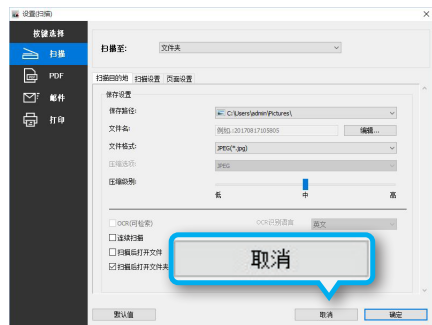 设置(扫描)
按键选择
扫描
PDF
邮件
打印
扫描至: 文件夹
扫描目的地 扫描设置 页面设置
保存设置
保存路径: C:\Users\admin\Pictures\
文件名: 例如.:20170817105805 编辑...
文件格式: JPEG(*.jpg)
压缩选项: JPEG
压缩级别:
低 中 高
OCR(可检索) OCR识别语言 英文
连续扫描
扫描后打开文件
扫描后打开文件夹
取消
默认值 取消 确定